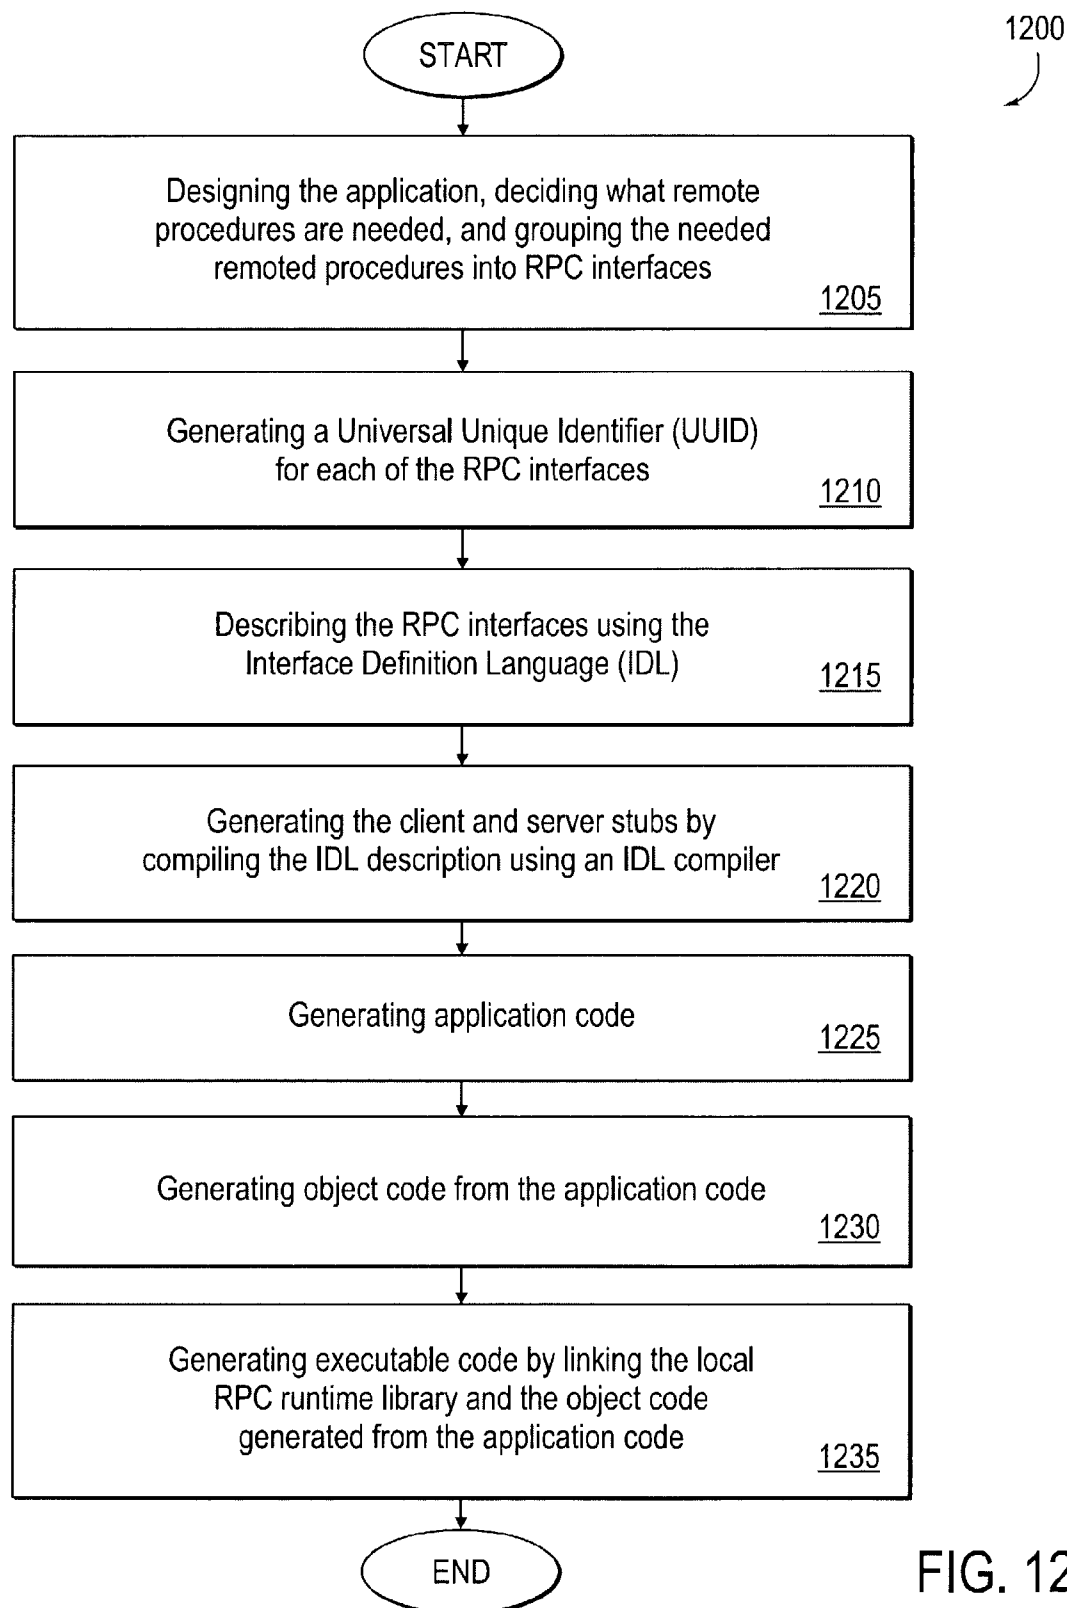 START
1200
Designing the application, deciding what remote
procedures are needed, and grouping the needed
remoted procedures into RPC interfaces
1205
Generating a Universal Unique Identifier (UUID)
for each of the RPC interfaces
1210
Describing the RPC interfaces using the
Interface Definition Language (IDL)
1215
Generating the client and server stubs by
compiling the IDL description using an IDL compiler
1220
Generating application code
1225
Generating object code from the application code
1230
Generating executable code by linking the local
RPC runtime library and the object code
generated from the application code
1235
END
FIG. 12